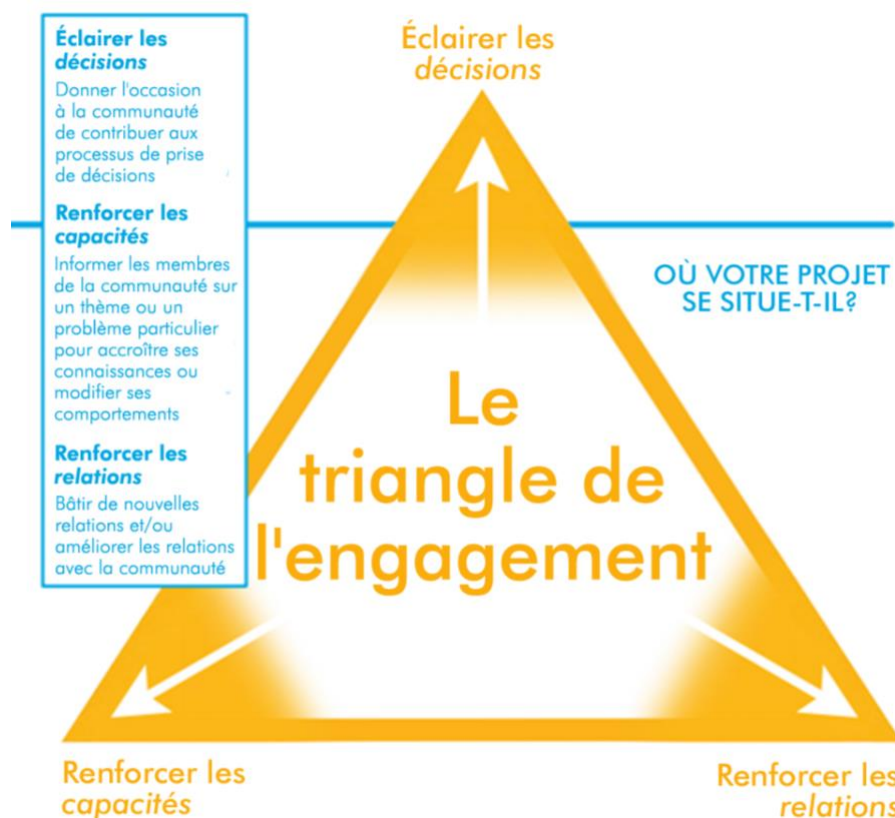 Éclairer les
décisions
Donner l'occasion
à la communauté
de contribuer aux
processus de prise
de décisions
Renforcer les
capacités
Informer les membres
de la communauté sur
un thème ou un
problème particulier
pour accroître ses
connaissances ou
modifier ses
comportements
Renforcer les
relations
Bâtir de nouvelles
relations et/ou
améliorer les relations
avec la communauté
Éclairer les
décisions
OÙ VOTRE PROJET
SE SITUE-T-IL?
Le
triangle de
l'engagement
Renforcer les
capacités
Renforcer les
relations